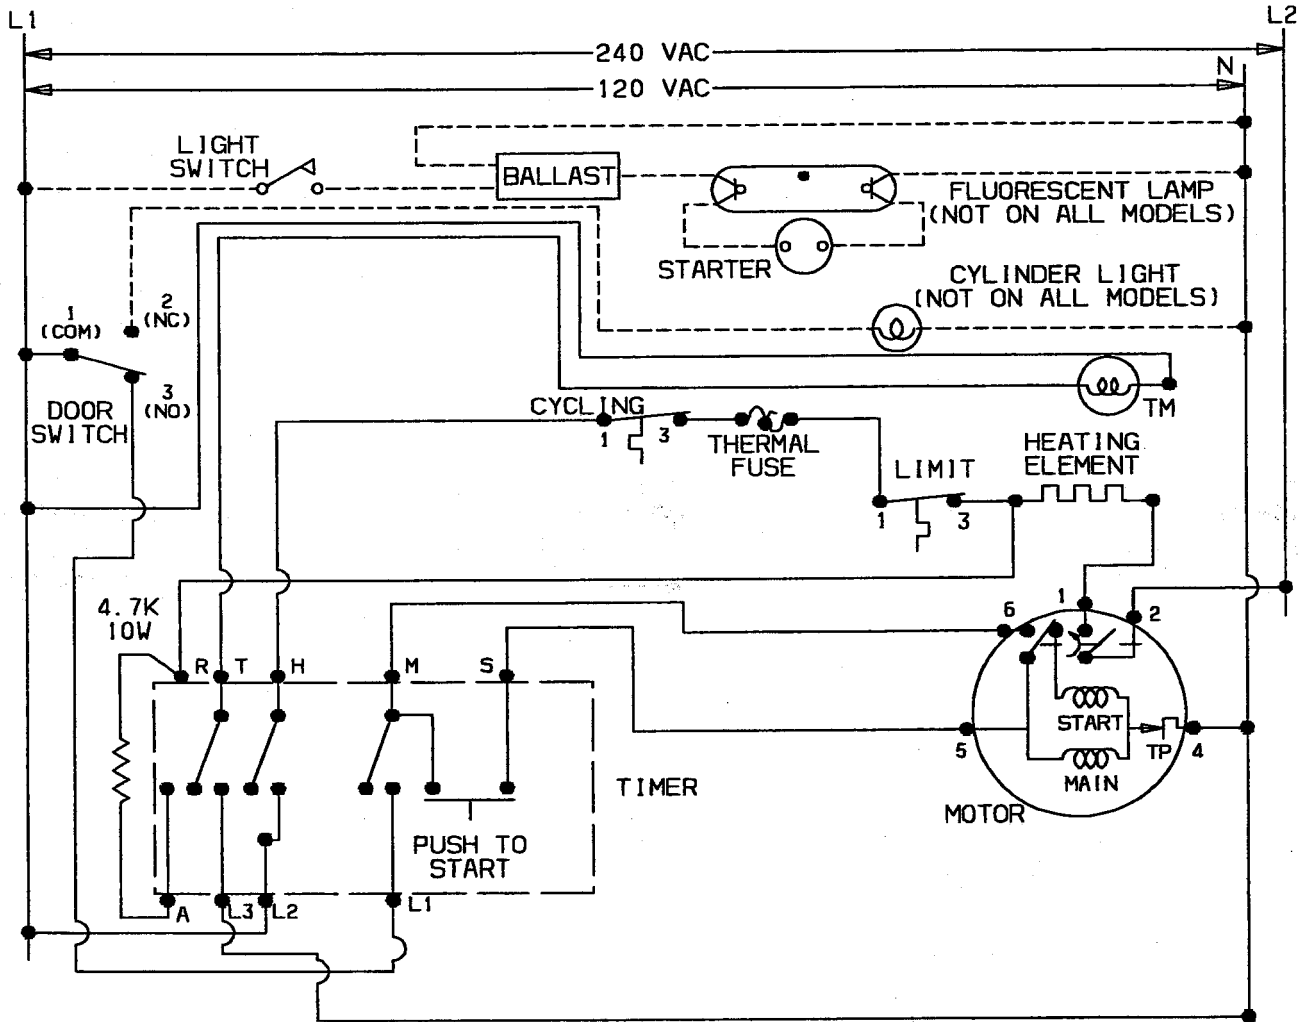 L1
L2
240 VAC
N
120 VAC
LIGHT
SWITCH
BALLAST
FLUORESCENT LAMP
(NOT ON ALL MODELS)
STARTER
CYLINDER LIGHT
(NOT ON ALL MODELS)
1
(COM)
2
(NC)
3
(NO)
DOOR
SWITCH
TM
CYCLING
1
3
THERMAL
FUSE
HEATING
ELEMENT
LIMIT
1
3
4.7K
10W
6
1
2
R
T
H
M
S
START
5
TP
4
MAIN
MOTOR
TIMER
PUSH TO
START
A
L3
L2
L1